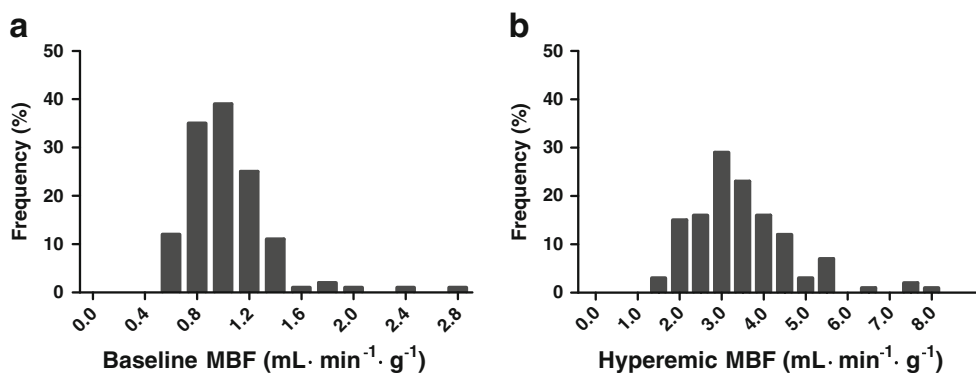 a
50
40
30
20
10
0
Frequency (%)
0.0 0.4 0.8 1.2 1.6 2.0 2.4 2.8
Baseline MBF (mL· min⁻¹· g⁻¹)
b
50
40
30
20
10
0
Frequency (%)
0.0 1.0 2.0 3.0 4.0 5.0 6.0 7.0 8.0
Hyperemic MBF (mL· min⁻¹· g⁻¹)